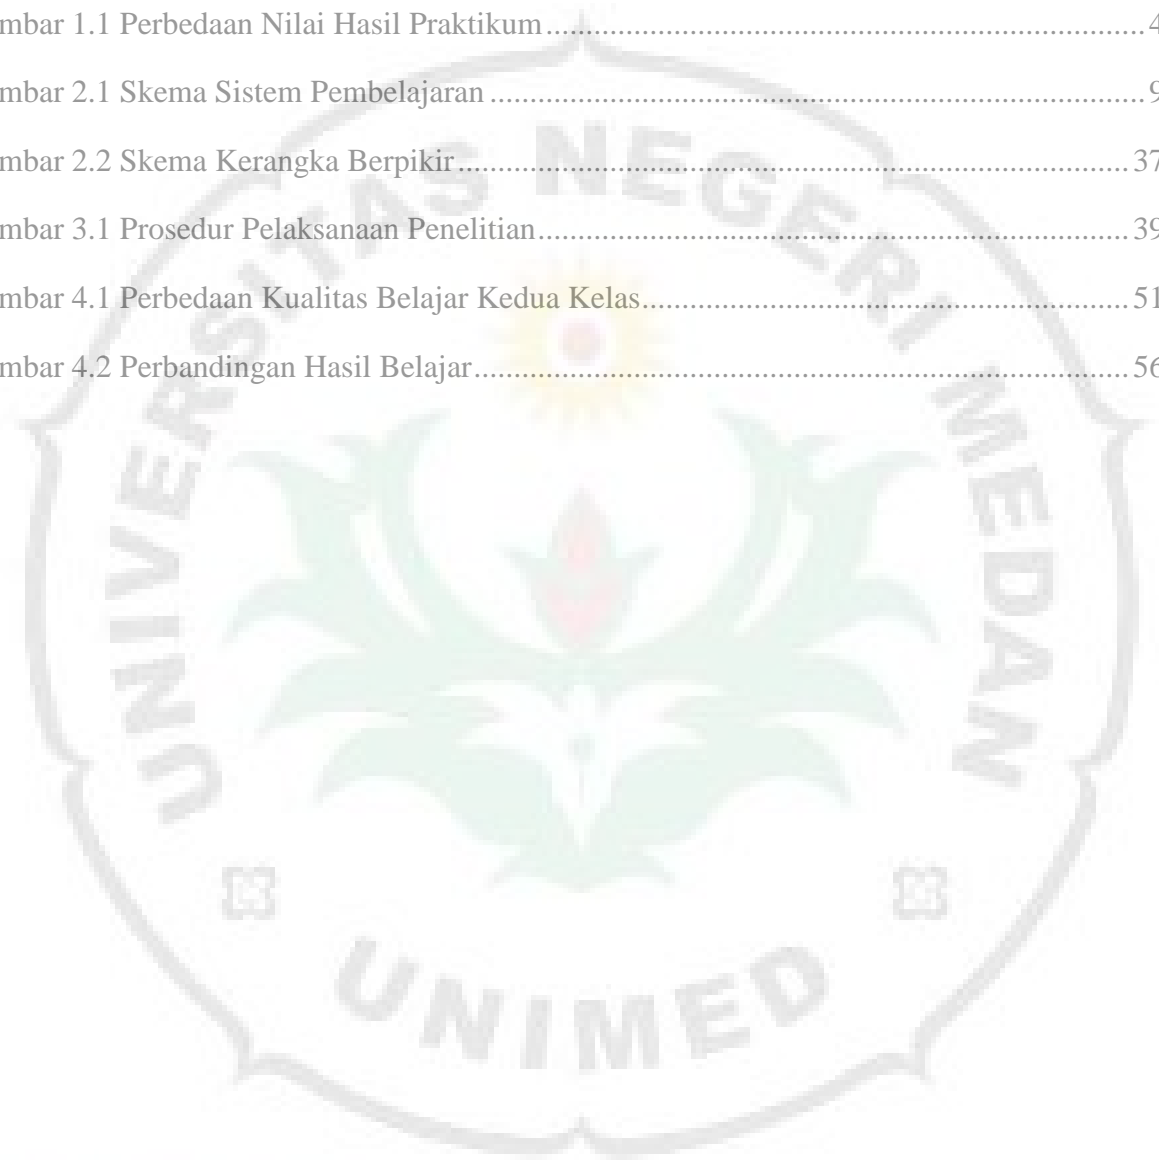 mbar 1.1 Perbedaan Nilai Hasil Praktikum ........ 4
mbar 2.1 Skema Sistem Pembelajaran ........ 9
mbar 2.2 Skema Kerangka Berpikir ........ 37
mbar 3.1 Prosedur Pelaksanaan Penelitian ........ 39
mbar 4.1 Perbedaan Kualitas Belajar Kedua Kelas ........ 51
mbar 4.2 Perbandingan Hasil Belajar ........ 56
UNIVERSITAS NEGERI MEDAN
UNIMED